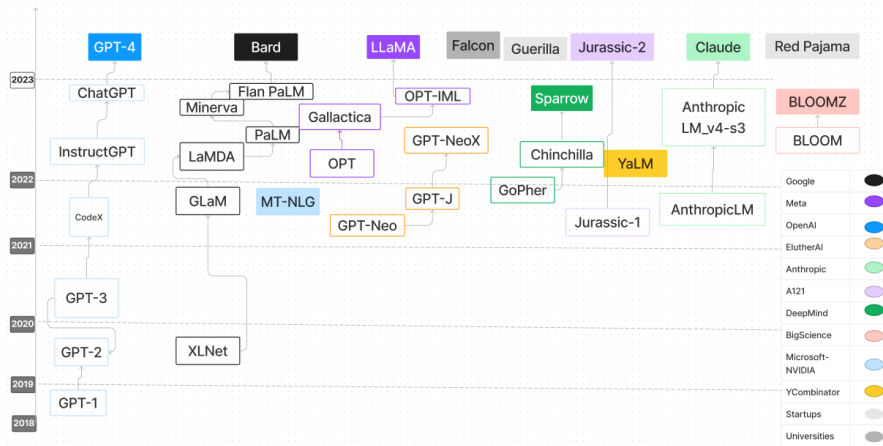 GPT-4
Bard
LLaMA
Falcon
Guerilla
Jurassic-2
Claude
Red Pajama
2023
ChatGPT
Flan PaLM
Minerva
OPT-IML
Sparrow
Anthropic
LM_v4-s3
BLOOMZ
Gallactica
PaLM
InstructGPT
LaMDA
OPT
GPT-NeoX
Chinchilla
YaLM
BLOOM
2022
CodeX
GLaM
MT-NLG
GPT-Neo
GPT-J
GoPher
Jurassic-1
AnthropicLM
2021
GPT-3
2020
GPT-2
XLNet
2019
GPT-1
2018
Google
Meta
OpenAI
ElutherAI
Anthropic
A121
DeepMind
BigScience
Microsoft-
NVIDIA
YCombinator
Startups
Universities